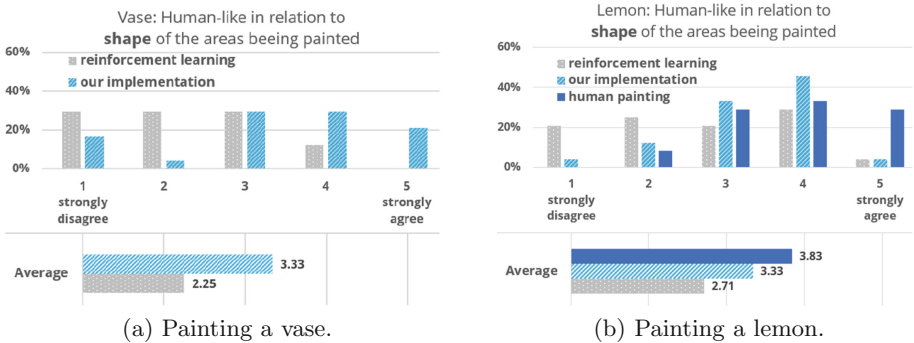 Vase: Human-like in relation to
shape of the areas beeing painted
60%
reinforcement learning
our implementation
40%
20%
0%
1
strongly
disagree
2
3
4
5
strongly
agree
Average
3.33
2.25
(a) Painting a vase.
Lemon: Human-like in relation to
shape of the areas beeing painted
60%
reinforcement learning
our implementation
human painting
40%
20%
0%
1
strongly
disagree
2
3
4
5
strongly
agree
Average
3.83
3.33
2.71
(b) Painting a lemon.